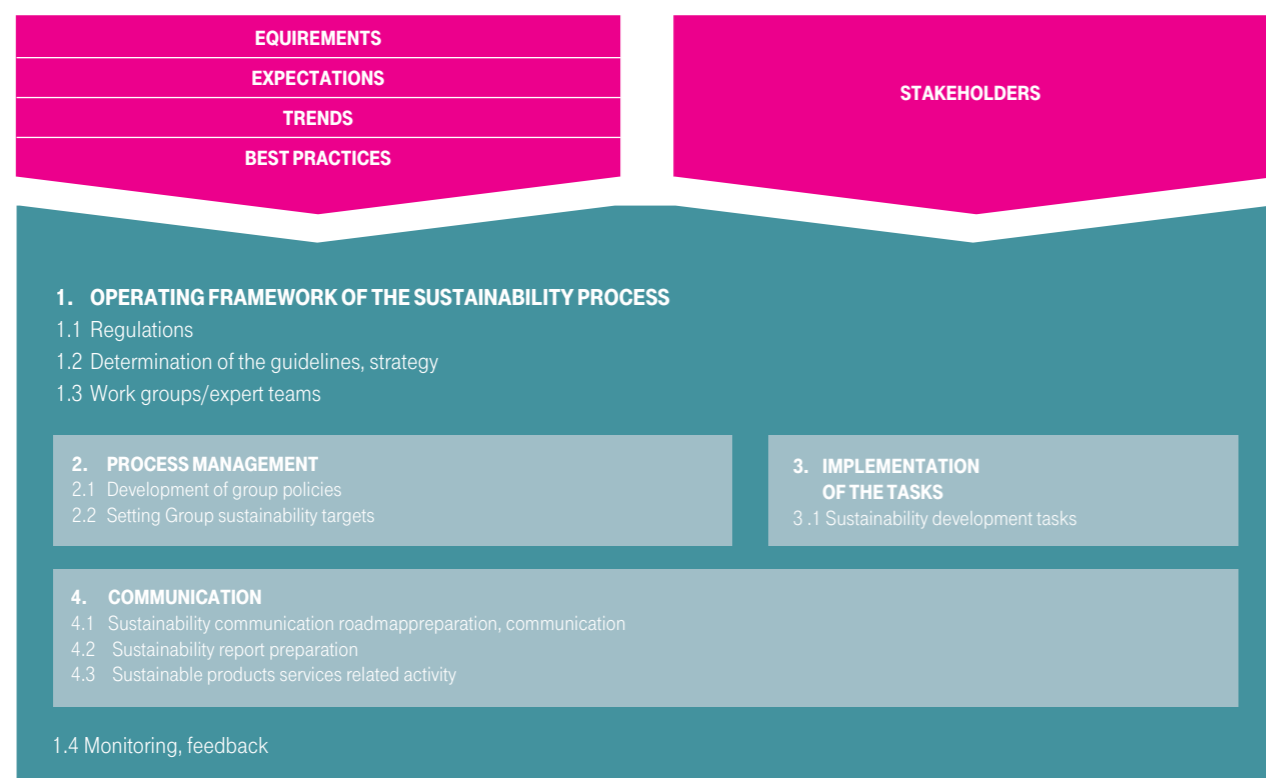 EQUIREMENTS
EXPECTATIONS
TRENDS
BEST PRACTICES
STAKEHOLDERS
1. OPERATING FRAMEWORK OF THE SUSTAINABILITY PROCESS
1.1 Regulations
1.2 Determination of the guidelines, strategy
1.3 Work groups/expert teams
2. PROCESS MANAGEMENT
2.1 Development of group policies
2.2 Setting Group sustainability targets
3. IMPLEMENTATION
OF THE TASKS
3 .1 Sustainability development tasks
4. COMMUNICATION
4.1 Sustainability communication roadmappreparation, communication
4.2 Sustainability report preparation
4.3 Sustainable products services related activity
1.4 Monitoring, feedback